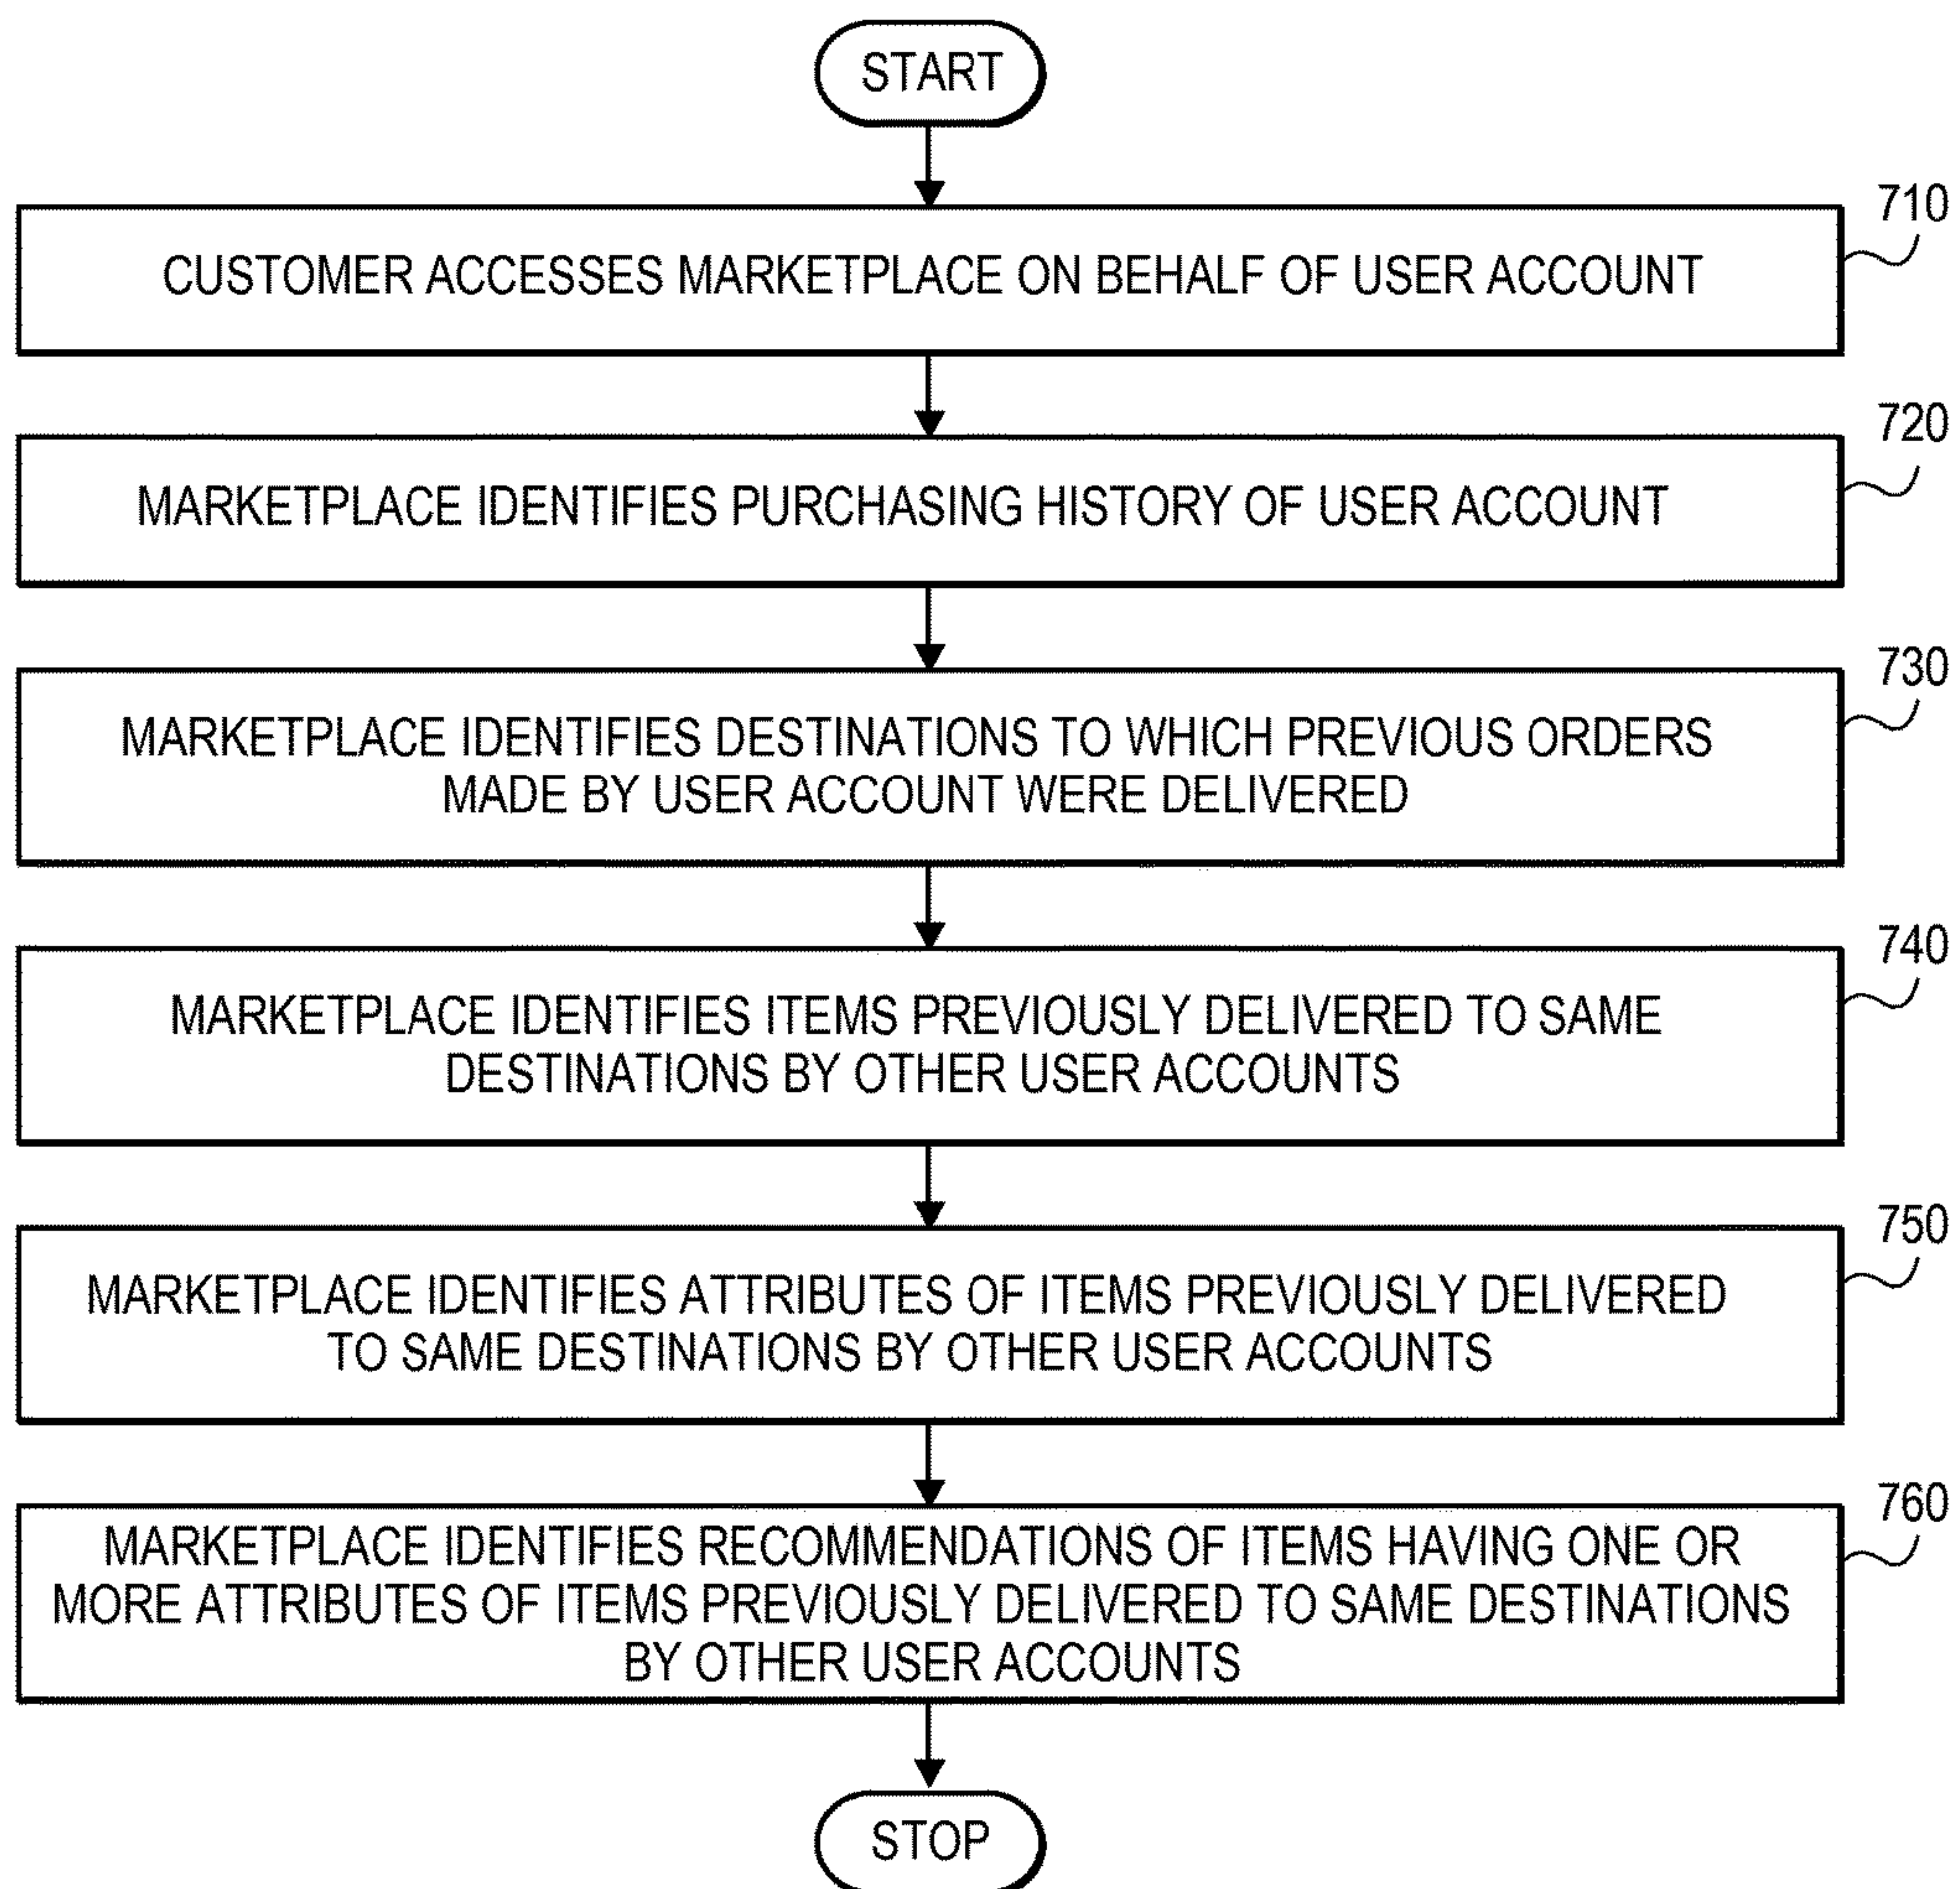 START
710
CUSTOMER ACCESSES MARKETPLACE ON BEHALF OF USER ACCOUNT
720
MARKETPLACE IDENTIFIES PURCHASING HISTORY OF USER ACCOUNT
730
MARKETPLACE IDENTIFIES DESTINATIONS TO WHICH PREVIOUS ORDERS
MADE BY USER ACCOUNT WERE DELIVERED
740
MARKETPLACE IDENTIFIES ITEMS PREVIOUSLY DELIVERED TO SAME
DESTINATIONS BY OTHER USER ACCOUNTS
750
MARKETPLACE IDENTIFIES ATTRIBUTES OF ITEMS PREVIOUSLY DELIVERED
TO SAME DESTINATIONS BY OTHER USER ACCOUNTS
760
MARKETPLACE IDENTIFIES RECOMMENDATIONS OF ITEMS HAVING ONE OR
MORE ATTRIBUTES OF ITEMS PREVIOUSLY DELIVERED TO SAME DESTINATIONS
BY OTHER USER ACCOUNTS
STOP